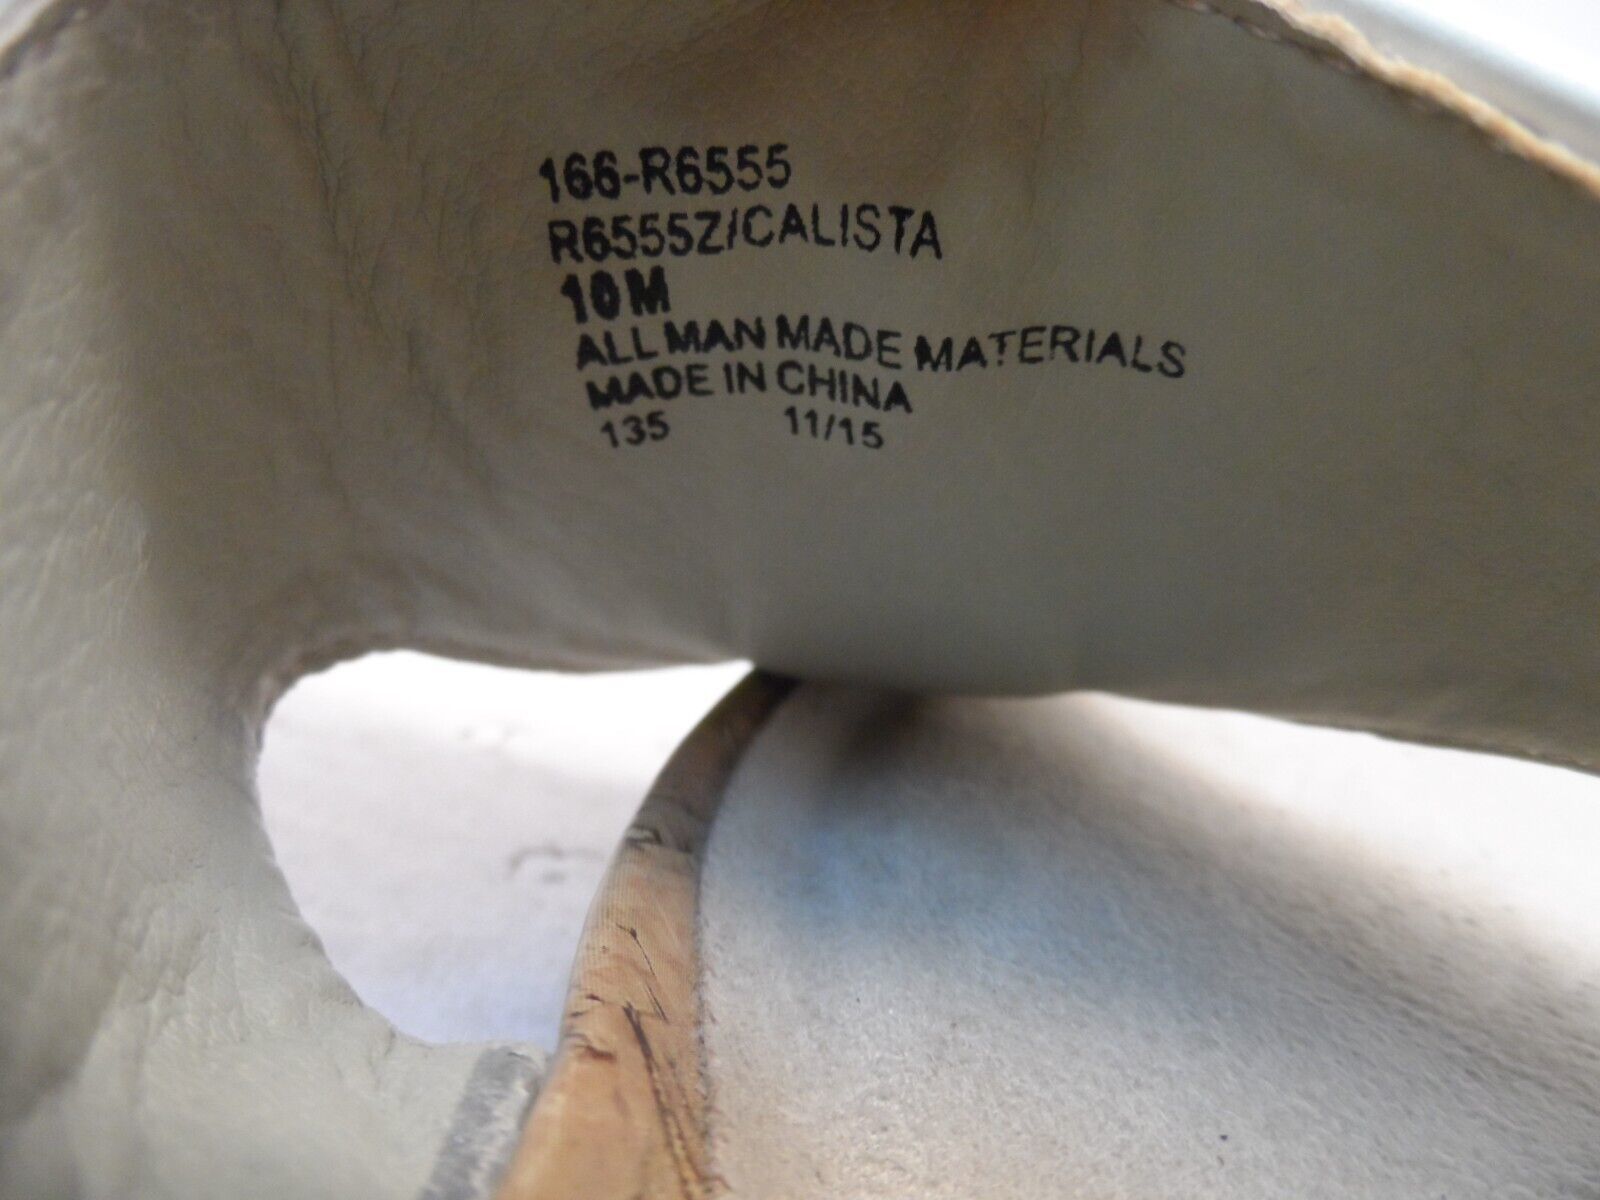 166-R6555
R6555Z/CALISTA
10M
ALL MAN MADE MATERIALS
MADE IN CHINA
135 11/15